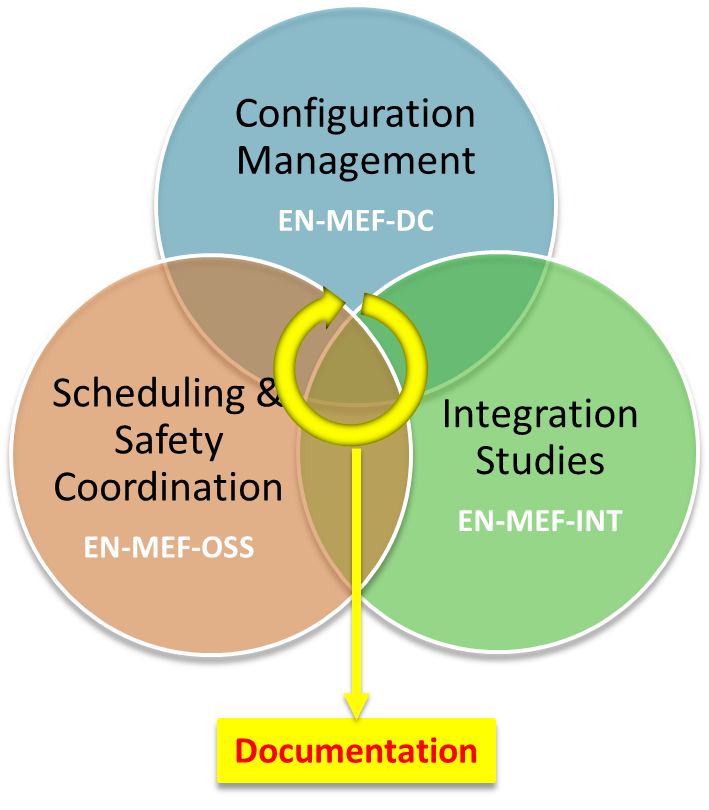 Configuration
Management
EN-MEF-DC
Scheduling &
Safety
Coordination
EN-MEF-OSS
Integration
Studies
EN-MEF-INT
Documentation